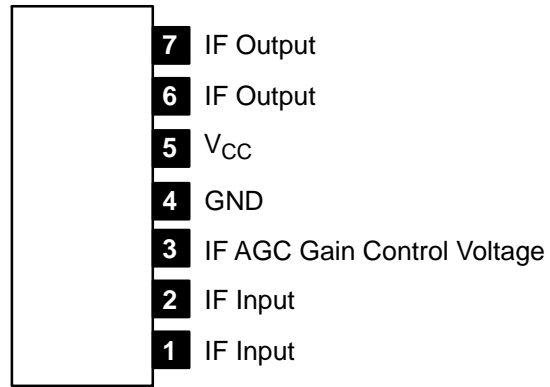 7 IF Output
6 IF Output
5 VCC
4 GND
3 IF AGC Gain Control Voltage
2 IF Input
1 IF Input